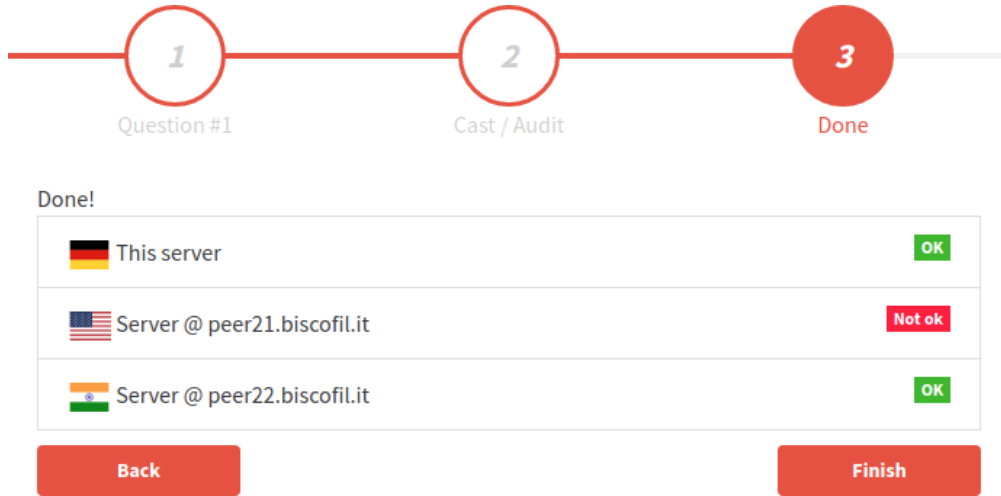 1 2 3
Question #1 Cast / Audit Done
Done!
This server OK
Server @ peer21.biscofil.it Not ok
Server @ peer22.biscofil.it OK
Back Finish